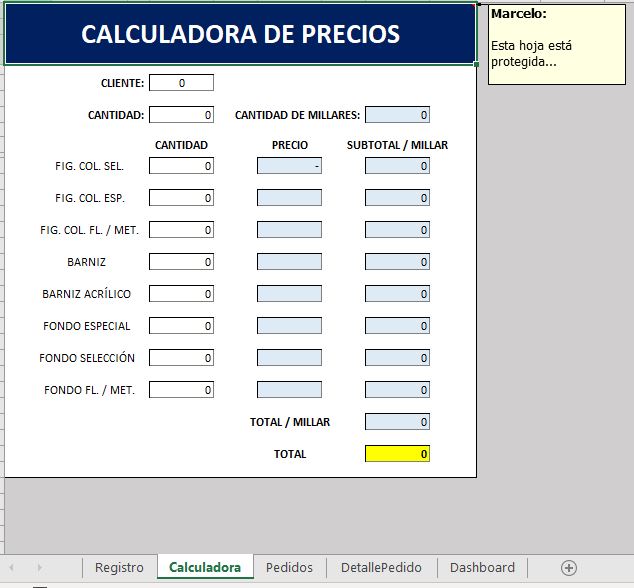 CALCULADORA DE PRECIOS
Marcelo:
Esta hoja está
protegida...
CLIENTE: 0
CANTIDAD: 0 CANTIDAD DE MILLARES: 0
CANTIDAD PRECIO SUBTOTAL / MILLAR
FIG. COL. SEL. 0 - 0
FIG. COL. ESP. 0 0
FIG. COL. FL. / MET. 0 0
BARNIZ 0 0
BARNIZ ACRÍLICO 0 0
FONDO ESPECIAL 0 0
FONDO SELECCIÓN 0 0
FONDO FL. / MET. 0 0
TOTAL / MILLAR 0
TOTAL 0
Registro Calculadora Pedidos DetallePedido Dashboard